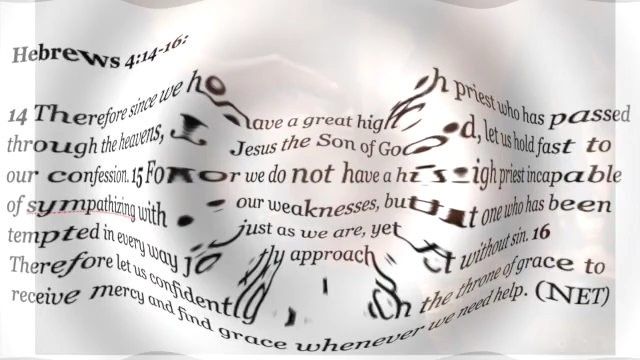 Hebrews 4:14-16:
14 Therefore since we have a great high priest who has passed
through the heavens, Jesus the Son of God, let us hold fast to
our confession. 15 For we do not have a high priest incapable
of sympathizing with our weaknesses, but one who has been
tempted in every way just as we are, yet without sin. 16
Therefore let us confidently approach the throne of grace to
receive mercy and find grace whenever we need help. (NET)